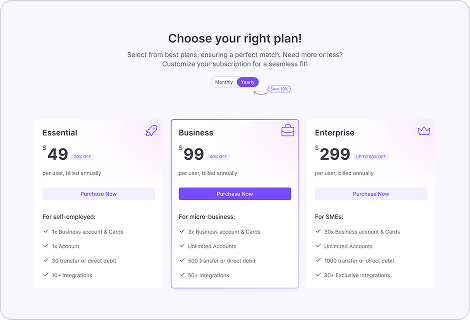 Choose your right plan!
Select from best plans, ensuring a perfect match. Need more or less?
Customize your subscription for a seamless fit!
Monthly Yearly
Save 10%
Essential
$49 20% OFF
per user, billed annually
Purchase Now
For self-employed:
1x Business account & Cards
1x Account
30 transfer or direct debit
10+ Integrations
Business
$99 40% OFF
per user, billed annually
Purchase Now
For micro-business:
3x Business account & Cards
Unlimited Accounts
500 transfer or direct debit
50+ Integrations
Enterprise
$299 UP TO 80% OFF
per user, billed annually
Purchase Now
For SMEs:
30x Business account & Cards
Unlimited Accounts
1000 transfer or direct debit
80+ Exclusive Integrations